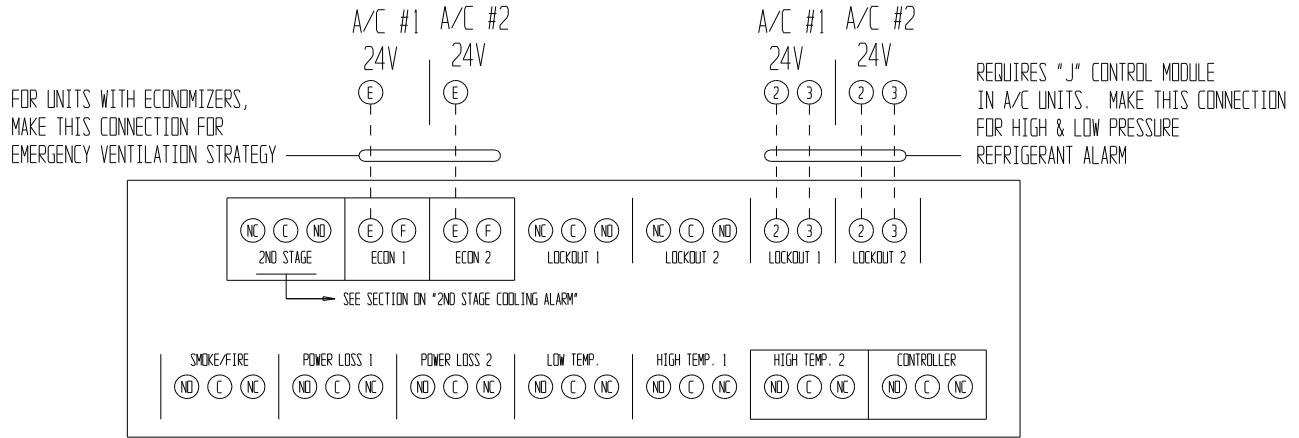 A/C #1 A/C #2 A/C #1 A/C #2
24V 24V 24V 24V
E E 2 3 2 3
FOR UNITS WITH ECONOMIZERS,
MAKE THIS CONNECTION FOR
EMERGENCY VENTILATION STRATEGY
REQUIRES "J" CONTROL MODULE
IN A/C UNITS. MAKE THIS CONNECTION
FOR HIGH & LOW PRESSURE
REFRIGERANT ALARM
NC C NO E F E F NC C NO NC C NO 2 3 2 3
2ND STAGE ECON 1 ECON 2 LOCKOUT 1 LOCKOUT 2 LOCKOUT 1 LOCKOUT 2
SEE SECTION ON "2ND STAGE COOLING ALARM"
SMOKE/FIRE POWER LOSS 1 POWER LOSS 2 LOW TEMP. HIGH TEMP. 1 HIGH TEMP. 2 CONTROLLER
NO C NC NO C NC NO C NC NO C NC NO C NC NO C NC NO C NC